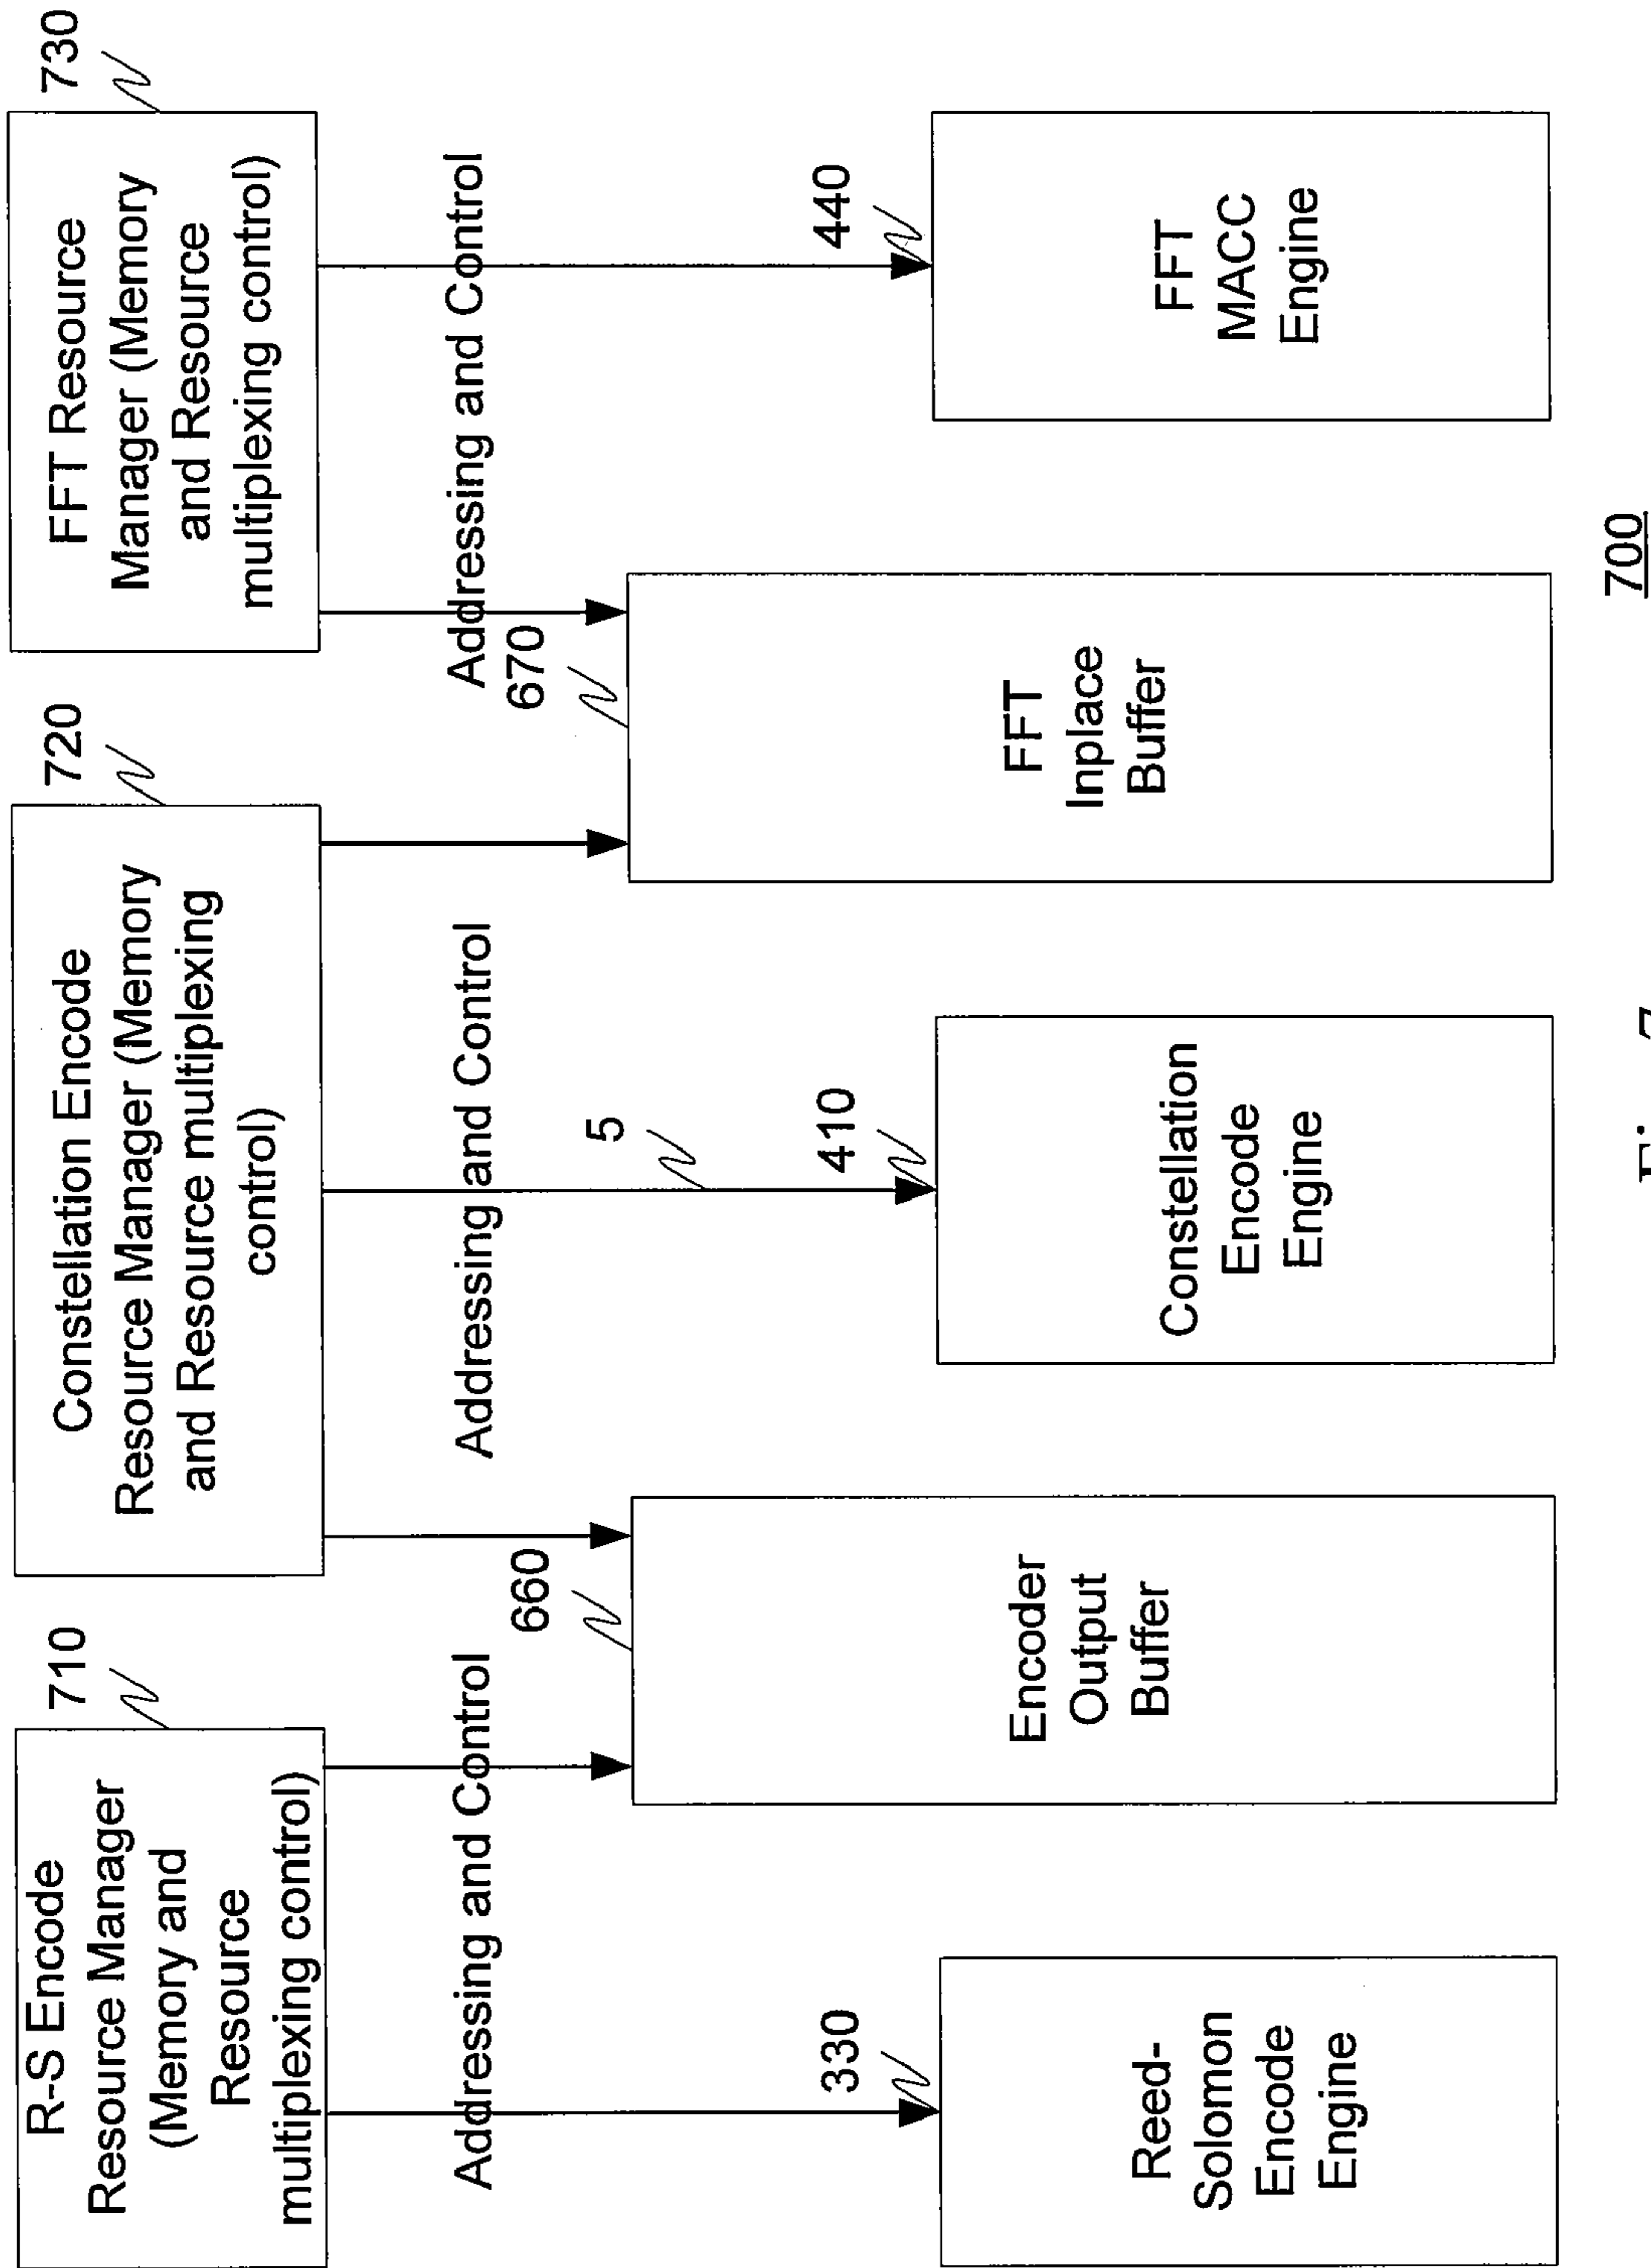 R-S Encode
Resource Manager
(Memory and
Resource
multiplexing control)
710
Constellation Encode
Resource Manager (Memory
and Resource multiplexing
control)
720
FFT Resource
Manager (Memory
and Resource
multiplexing control)
730
Addressing and Control
Addressing and Control
Addressing and Control
660
670
5
330
410
440
Reed-
Solomon
Encode
Engine
Encoder
Output
Buffer
Constellation
Encode
Engine
FFT
Inplace
Buffer
FFT
MACC
Engine
700